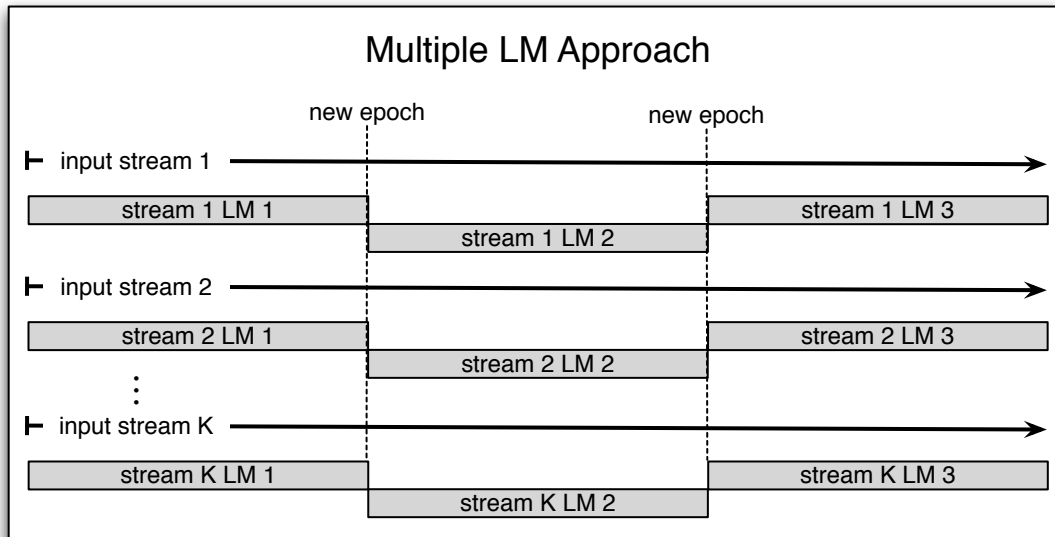 Multiple LM Approach
new epoch new epoch
input stream 1
stream 1 LM 1 stream 1 LM 3
stream 1 LM 2
input stream 2
stream 2 LM 1 stream 2 LM 3
stream 2 LM 2
⋮
input stream K
stream K LM 1 stream K LM 3
stream K LM 2